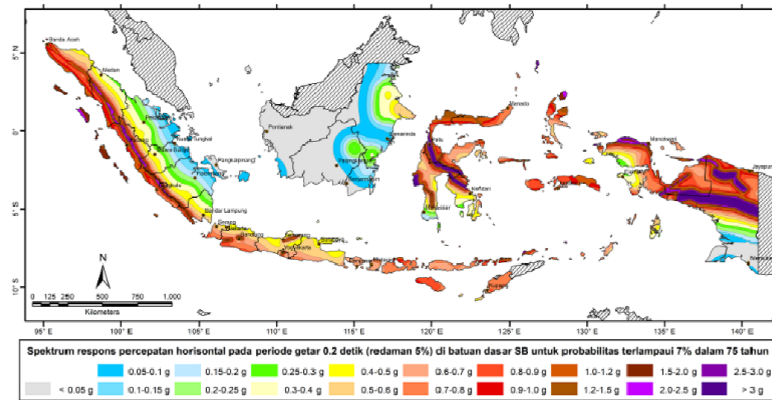 5°N
Banda Aceh
Medan
Manado
Pontianak
Samarinda
Palu
Manokwari
0°
Pangkalpinang
Jayapura
Kendari
Makassar
5°S
Bandar Lampung
Serang
Bandung
Yogyakarta
N
Kupang
10°S
0 125 250 500 750 1,000
Kilometers
95°E 100°E 105°E 110°E 115°E 120°E 125°E 130°E 135°E 140°E
Spektrum respons percepatan horisontal pada periode getar 0.2 detik (redaman 5%) di batuan dasar SB untuk probabilitas terlampaui 7% dalam 75 tahun
0.05-0.1 g 0.15-0.2 g 0.25-0.3 g 0.4-0.5 g 0.6-0.7 g 0.8-0.9 g 1.0-1.2 g 1.5-2.0 g 2.5-3.0 g
< 0.05 g 0.1-0.15 g 0.2-0.25 g 0.3-0.4 g 0.5-0.6 g 0.7-0.8 g 0.9-1.0 g 1.2-1.5 g 2.0-2.5 g > 3 g